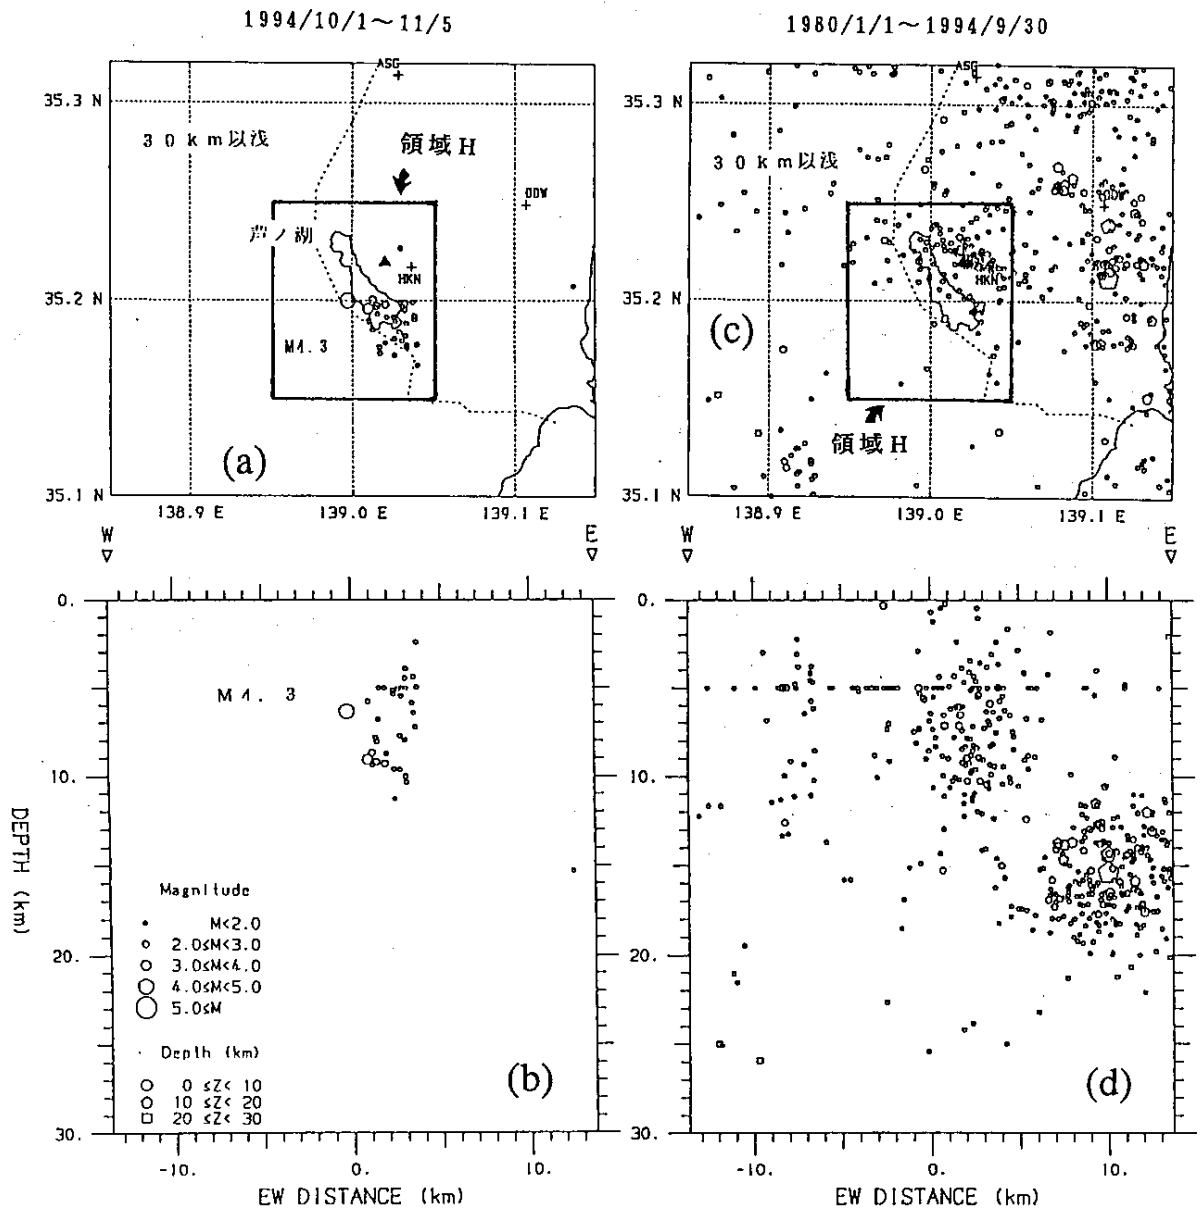 1994/10/1～11/5
1980/1/1～1994/9/30
35.3 N
35.2 N
35.1 N
ASG
30km以浅
領域H
ODW
芦ノ湖
HKN
M4.3
(a)
138.9 E
139.0 E
139.1 E
W
E
35.3 N
35.2 N
35.1 N
ASG
30km以浅
HKN
(c)
領域H
138.9 E
139.0 E
139.1 E
W
E
0.
10.
20.
30.
DEPTH (km)
M4.3
Magnitude
M<2.0
2.0≤M<3.0
3.0≤M<4.0
4.0≤M<5.0
5.0≤M
Depth (km)
0 ≤Z< 10
10 ≤Z< 20
20 ≤Z< 30
(b)
-10.
0.
10.
EW DISTANCE (km)
0.
10.
20.
30.
(d)
-10.
0.
10.
EW DISTANCE (km)